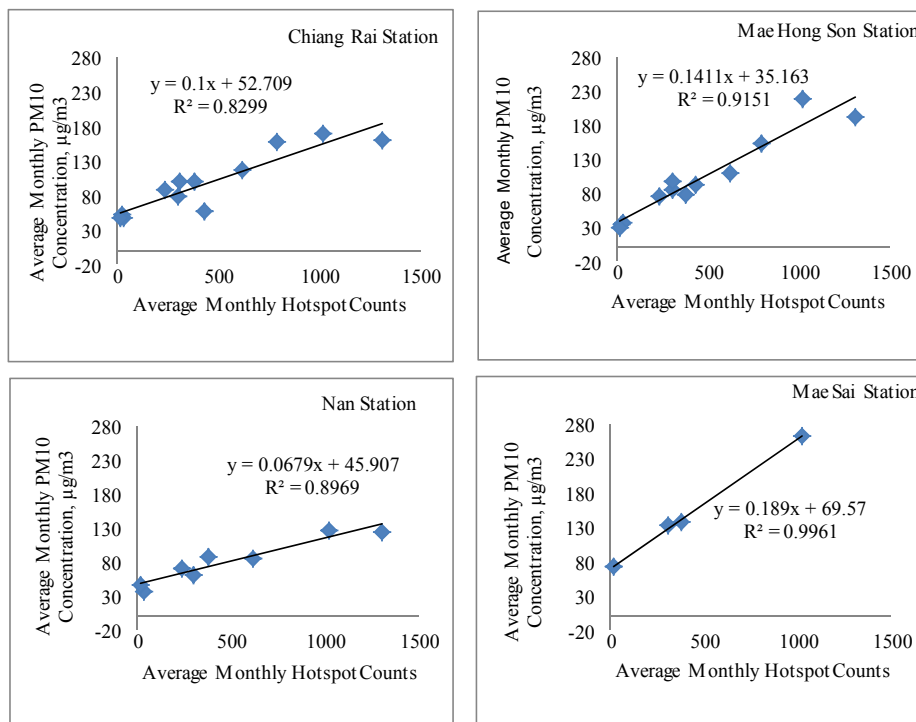 Chiang Rai Station
280
230
180
130
80
30
-20
Average Monthly PM10
Concentration, µg/m3
y = 0.1x + 52.709
R² = 0.8299
0
500
1000
1500
Average Monthly Hotspot Counts
Mae Hong Son Station
280
230
180
130
80
30
-20
Average Monthly PM10
Concentration, µg/m3
y = 0.1411x + 35.163
R² = 0.9151
0
500
1000
1500
Average Monthly Hotspot Counts
Nan Station
280
230
180
130
80
30
-20
Average Monthly PM10
Concentration, µg/m3
y = 0.0679x + 45.907
R² = 0.8969
0
500
1000
1500
Average Monthly Hotspot Counts
Mae Sai Station
280
230
180
130
80
30
-20
Average Monthly PM10
Concentration, µg/m3
y = 0.189x + 69.57
R² = 0.9961
0
500
1000
1500
Average Monthly Hotspot Counts